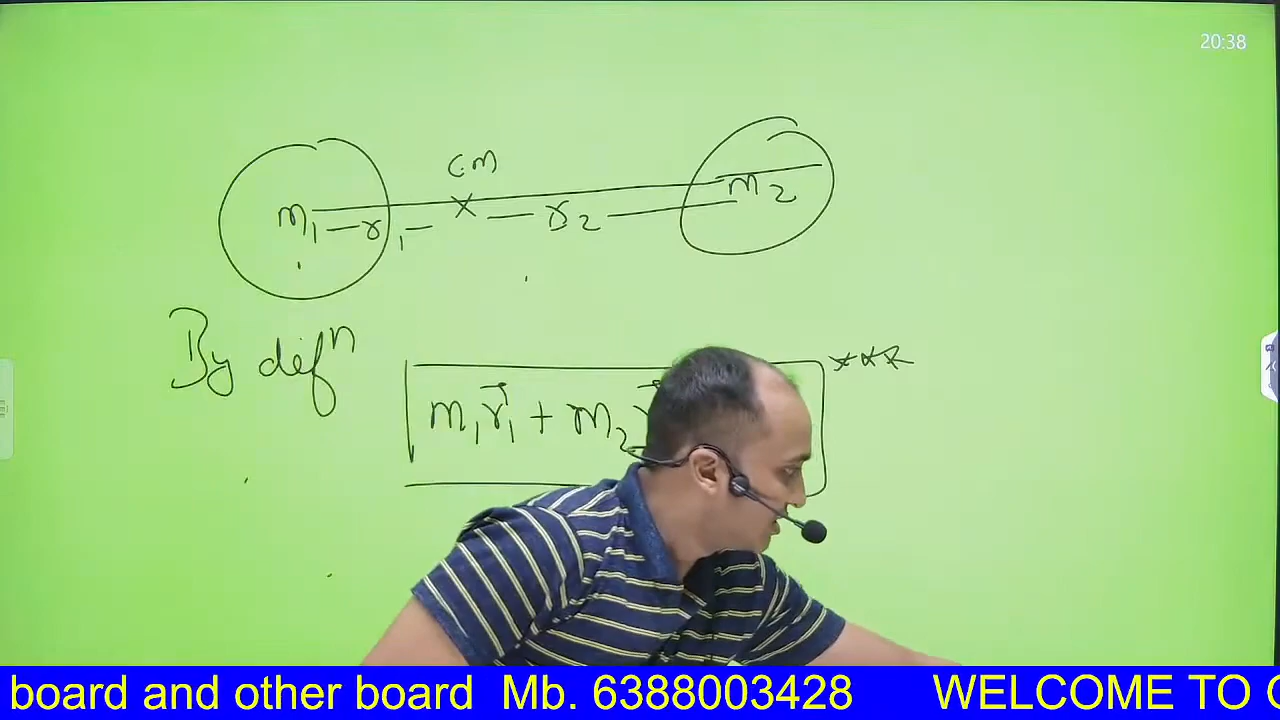 20:38
CM
m₁ — r₁ — × — r₂ — m₂
By defⁿ
m₁r⃗₁ + m₂
***
board and other board Mb. 6388003428 WELCOME TO